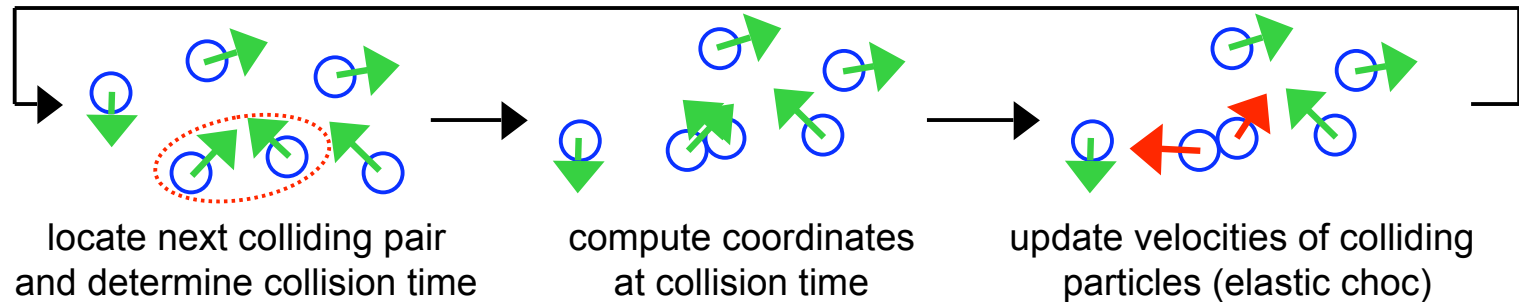 locate next colliding pair
and determine collision time
compute coordinates
at collision time
update velocities of colliding
particles (elastic choc)